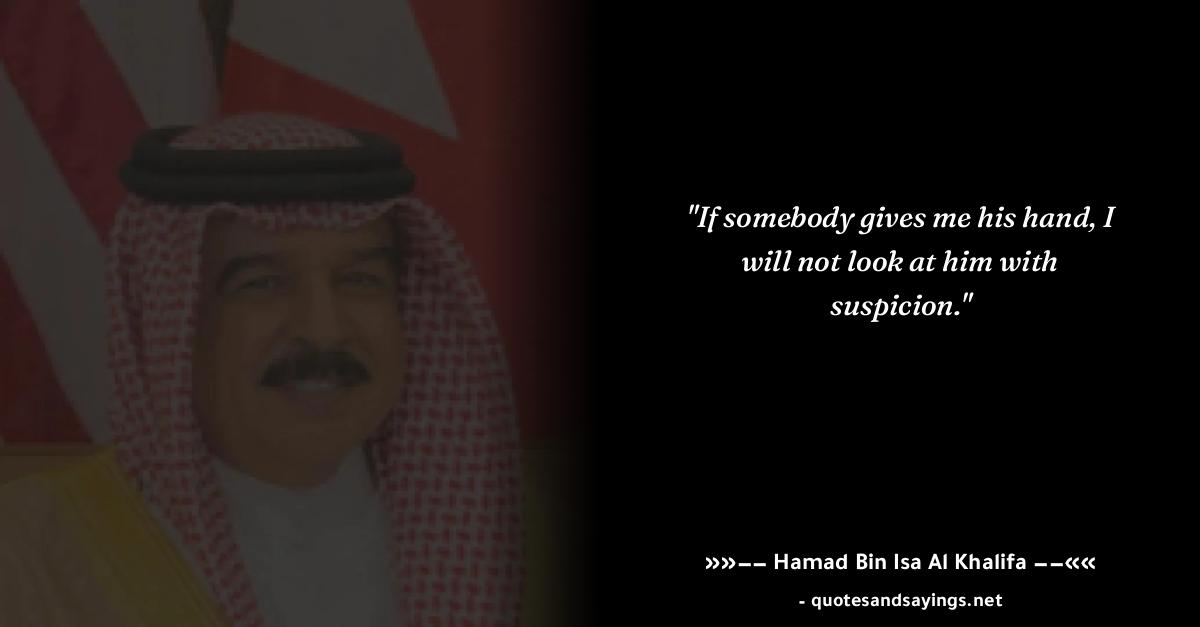 "If somebody gives me his hand, I
will not look at him with
suspicion."
»»−− Hamad Bin Isa Al Khalifa −−««
- quotesandsayings.net